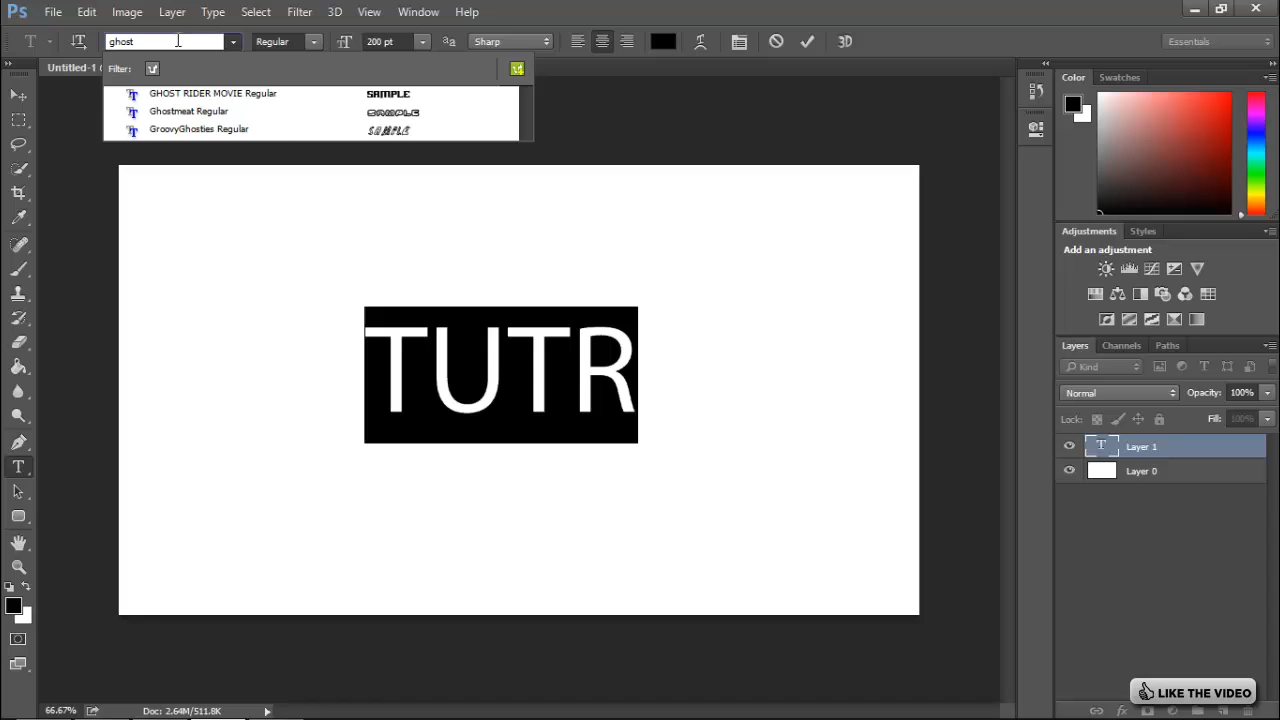 Ps File Edit Image Layer Type Select Filter 3D View Window Help
T ghost Regular 200 pt aa Sharp 3D Essentials
Filter:
Untitled-1
GHOST RIDER MOVIE Regular SAMPLE
Ghostmeat Regular SAMPLE
GroovyGhosties Regular SAMPLE
TUTR
Color Swatches
Adjustments Styles
Add an adjustment
Layers Channels Paths
Kind
Normal Opacity: 100%
Lock: Fill: 100%
T Layer 1
Layer 0
66.67% Doc: 2.64M/511.8K
LIKE THE VIDEO